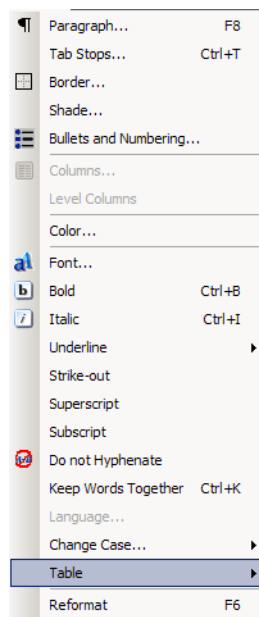 Paragraph... F8
Tab Stops... Ctrl+T
Border...
Shade...
Bullets and Numbering...
Columns...
Level Columns
Color...
Font...
Bold Ctrl+B
Italic Ctrl+I
Underline
Strike-out
Superscript
Subscript
Do not Hyphenate
Keep Words Together Ctrl+K
Language...
Change Case...
Table
Reformat F6